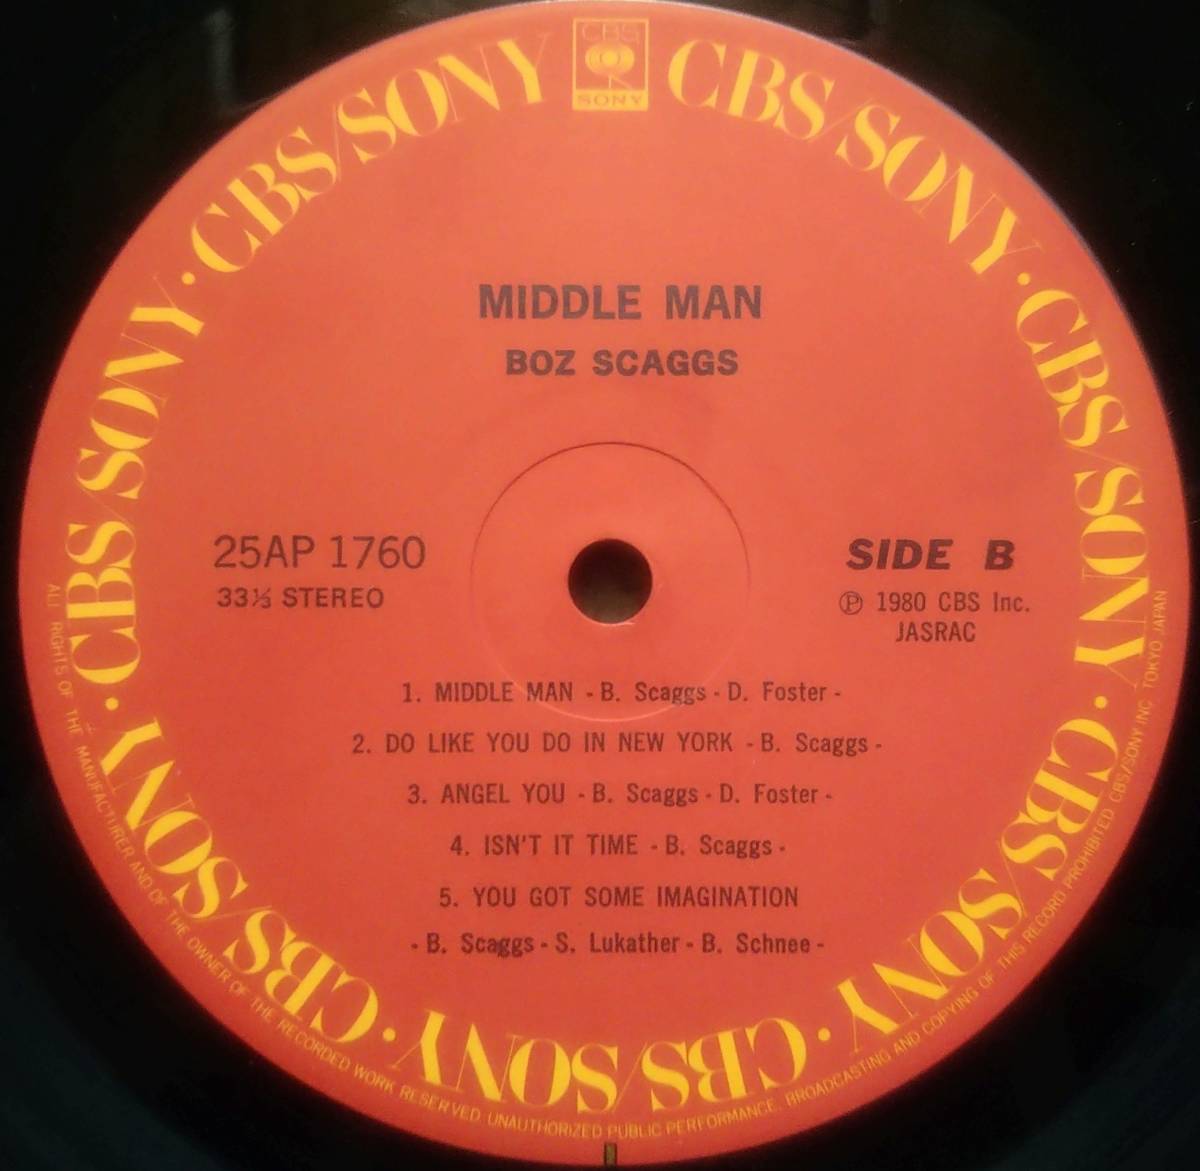 CBS
SONY
CBS/SONY · CBS/SONY · CBS/SONY · CBS/SONY · CBS/SONY · CBS/SONY · CBS/SONY · CBS/SONY
MIDDLE MAN
BOZ SCAGGS
25AP 1760
33⅓ STEREO
SIDE B
Ⓟ 1980 CBS Inc.
JASRAC
1. MIDDLE MAN - B. Scaggs - D. Foster -
2. DO LIKE YOU DO IN NEW YORK - B. Scaggs -
3. ANGEL YOU - B. Scaggs - D. Foster -
4. ISN'T IT TIME - B. Scaggs -
5. YOU GOT SOME IMAGINATION
- B. Scaggs - S. Lukather - B. Schnee -
ALL RIGHTS OF THE MANUFACTURER AND OF THE OWNER OF THE RECORDED WORK RESERVED. UNAUTHORIZED PUBLIC PERFORMANCE. BROADCASTING AND COPYING OF THIS RECORD PROHIBITED CBS/SONY INC. TOKYO JAPAN